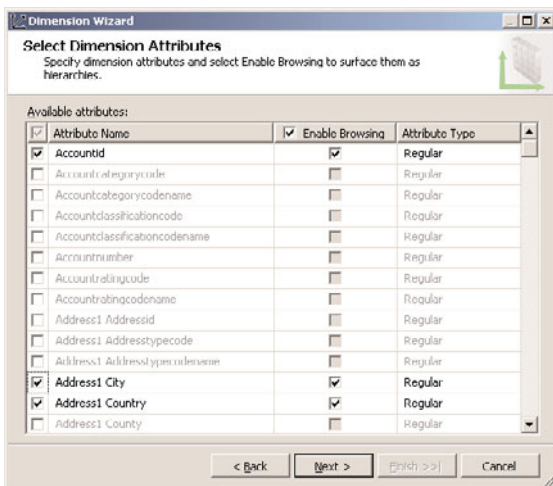 Dimension Wizard
Select Dimension Attributes
Specify dimension attributes and select Enable Browsing to surface them as
hierarchies.
Available attributes:
Attribute Name Enable Browsing Attribute Type
Accountid Regular
Accountcategorycode Regular
Accountcategorycodename Regular
Accountclassificationcode Regular
Accountclassificationcodename Regular
Accountnumber Regular
Accountratingcode Regular
Accountratingcodename Regular
Address1 Addressid Regular
Address1 Addresstypecode Regular
Address1 Addresstypecodename Regular
Address1 City Regular
Address1 Country Regular
Address1 County Regular
< Back Next > Finish >>| Cancel